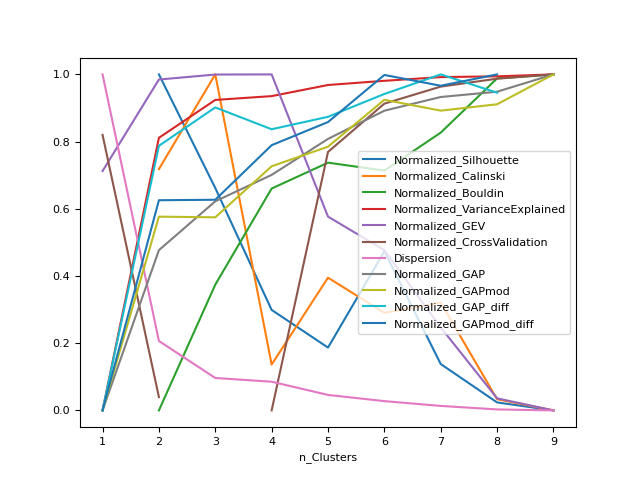 1.0
0.8
0.6
0.4
0.2
0.0
Normalized_Silhouette
Normalized_Calinski
Normalized_Bouldin
Normalized_VarianceExplained
Normalized_GEV
Normalized_CrossValidation
Dispersion
Normalized_GAP
Normalized_GAPmod
Normalized_GAP_diff
Normalized_GAPmod_diff
1 2 3 4 5 6 7 8 9
n_Clusters